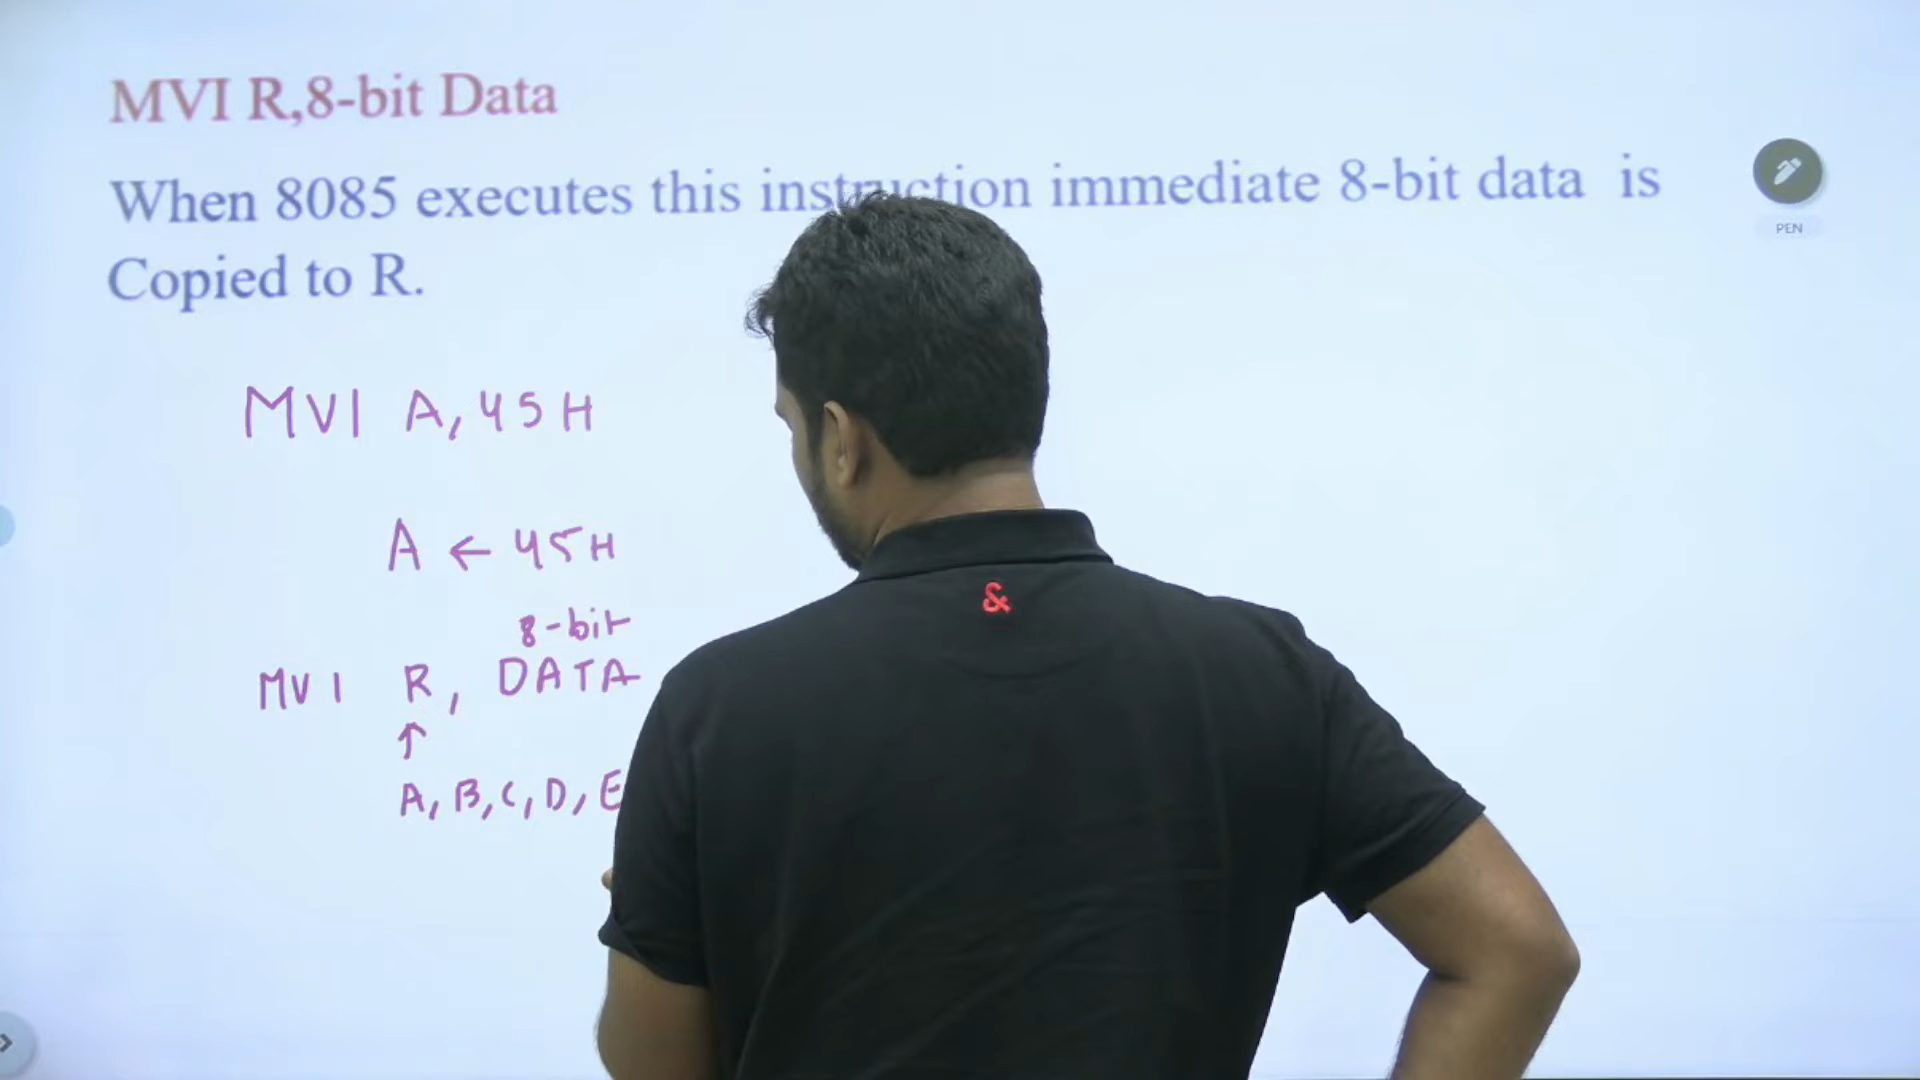 MVI R,8-bit Data
When 8085 executes this instruction immediate 8-bit data is
Copied to R.
PEN
MVI A, 45H
A ← 45H
8-bit
MVI R, DATA
↑
A, B, C, D, E
&